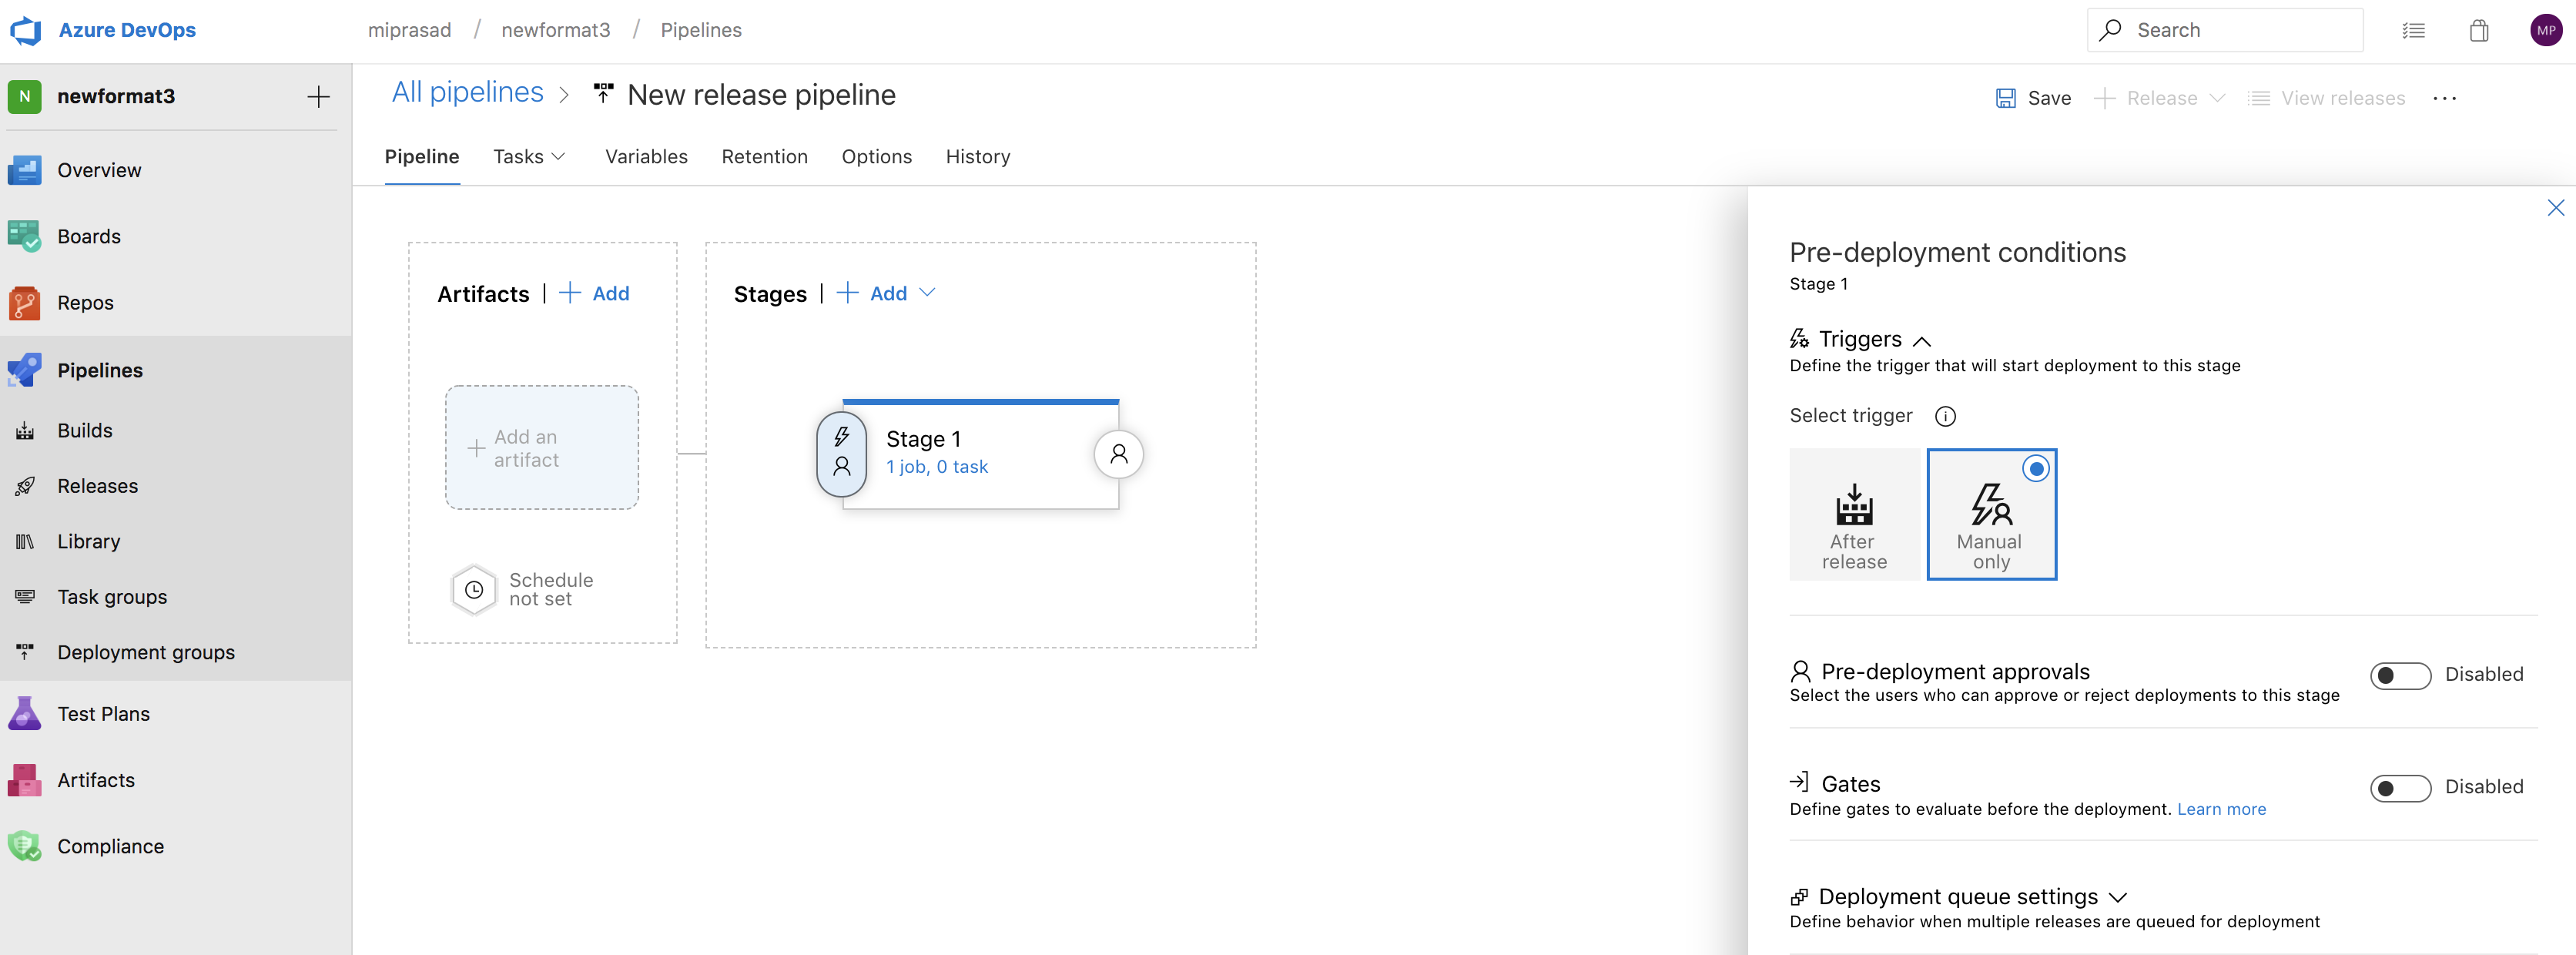 Azure DevOps
miprasad / newformat3 / Pipelines
Search
MP
N newformat3
Overview
Boards
Repos
Pipelines
Builds
Releases
Library
Task groups
Deployment groups
Test Plans
Artifacts
Compliance
All pipelines > New release pipeline
Save
Release
View releases
Pipeline Tasks Variables Retention Options History
Artifacts | + Add
Add an
artifact
Schedule
not set
Stages | + Add
Stage 1
1 job, 0 task
Pre-deployment conditions
Stage 1
Triggers
Define the trigger that will start deployment to this stage
Select trigger
After
release
Manual
only
Pre-deployment approvals
Select the users who can approve or reject deployments to this stage
Disabled
Gates
Define gates to evaluate before the deployment. Learn more
Disabled
Deployment queue settings
Define behavior when multiple releases are queued for deployment